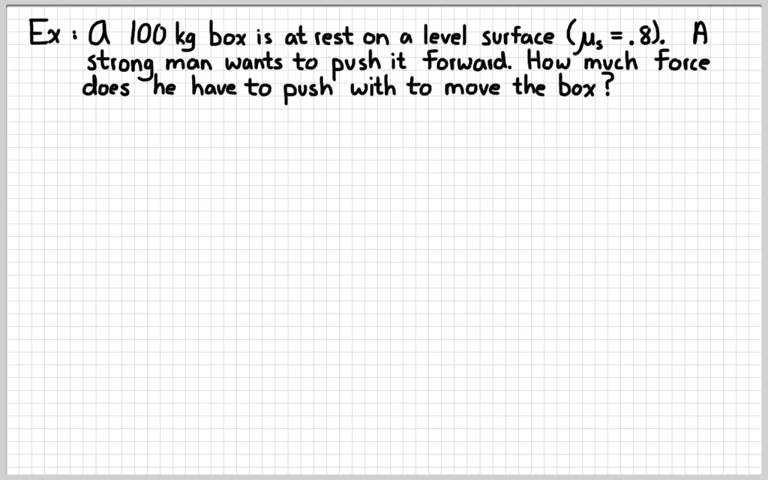 Ex: A 100 kg box is at rest on a level surface (μs = .8). A
strong man wants to push it forward. How much force
does he have to push with to move the box?